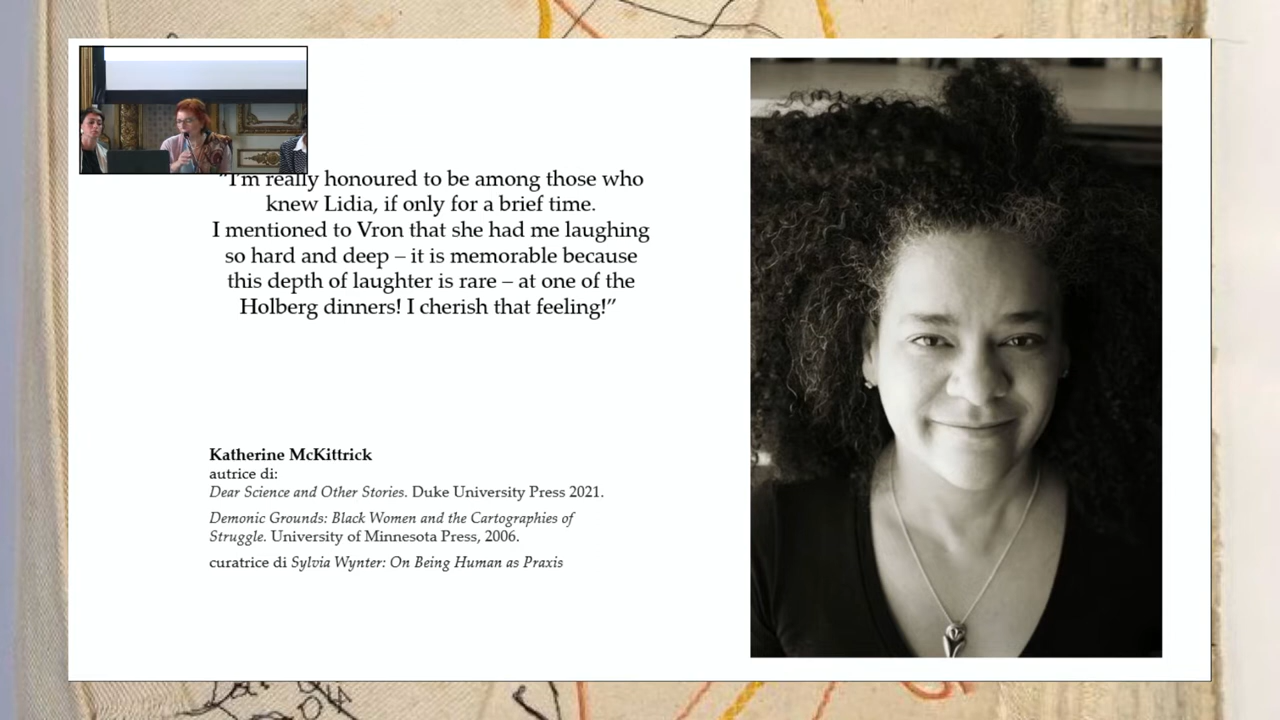 “I'm really honoured to be among those who
knew Lidia, if only for a brief time.
I mentioned to Vron that she had me laughing
so hard and deep – it is memorable because
this depth of laughter is rare – at one of the
Holberg dinners! I cherish that feeling!”
Katherine McKittrick
autrice di:
Dear Science and Other Stories. Duke University Press 2021.
Demonic Grounds: Black Women and the Cartographies of
Struggle. University of Minnesota Press, 2006.
curatrice di Sylvia Wynter: On Being Human as Praxis